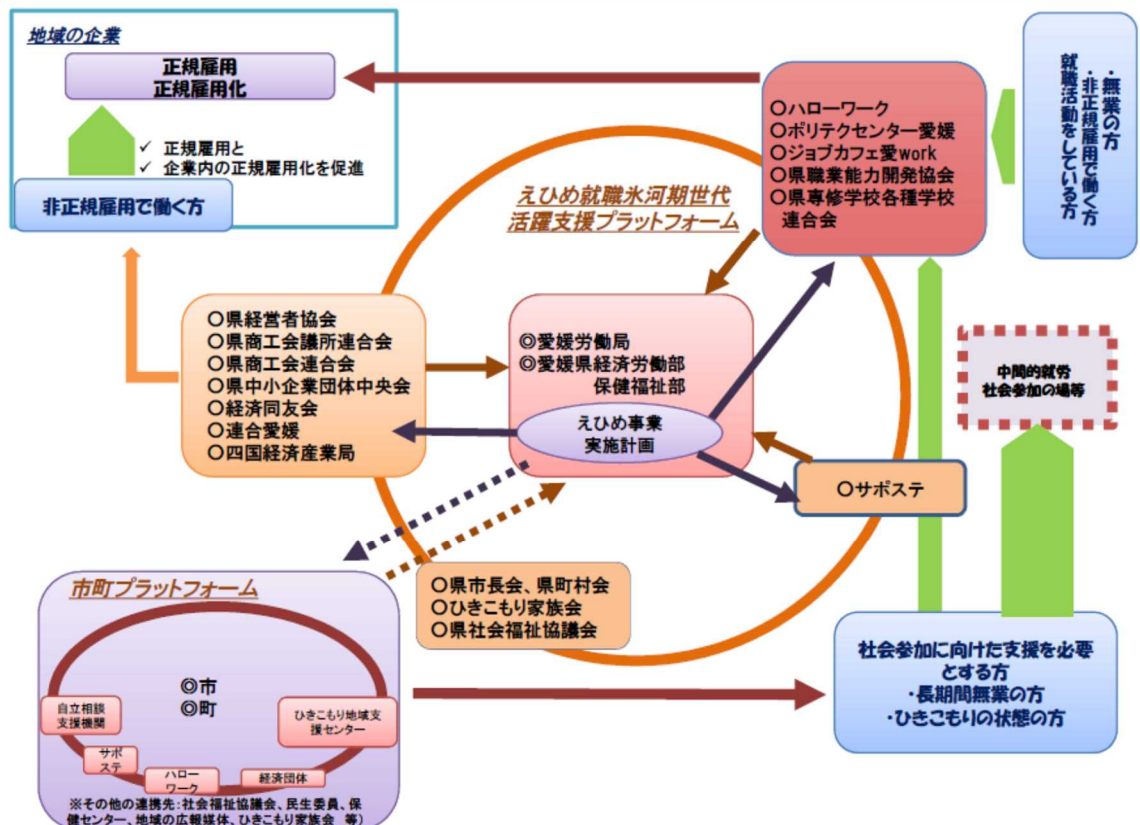 地域の企業
正規雇用
正規雇用化
✓ 正規雇用と
✓ 企業内の正規雇用化を促進
非正規雇用で働く方
えひめ就職氷河期世代
活躍支援プラットフォーム
○ハローワーク
○ポリテクセンター愛媛
○ジョブカフェ愛work
○県職業能力開発協会
○県専修学校各種学校
連合会
・無業の方
・非正規雇用で働く方
就職活動をしている方
○県経営者協会
○県商工会議所連合会
○県商工会連合会
○県中小企業団体中央会
○経済同友会
○連合愛媛
○四国経済産業局
◎愛媛労働局
◎愛媛県経済労働部
保健福祉部
えひめ事業
実施計画
中間的就労
社会参加の場等
○サポステ
○県市長会、県町村会
○ひきこもり家族会
○県社会福祉協議会
市町プラットフォーム
◎市
◎町
自立相談
支援機関
サポ
ステ
ハロー
ワーク
経済団体
ひきこもり地域支
援センター
※その他の連携先:社会福祉協議会、民生委員、保
健センター、地域の広報媒体、ひきこもり家族会 等)
社会参加に向けた支援を必要
とする方
・長期間無業の方
・ひきこもりの状態の方